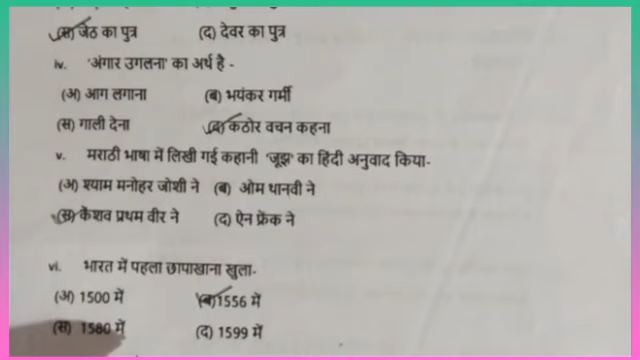 (स) जेठ का पुत्र (द) देवर का पुत्र
iv. 'अंगार उगलना' का अर्थ है -
(अ) आग लगाना (ब) भयंकर गर्मी
(स) गाली देना (द) कठोर वचन कहना
v. मराठी भाषा में लिखी गई कहानी 'जूझ' का हिंदी अनुवाद किया-
(अ) श्याम मनोहर जोशी ने (ब) ओम थानवी ने
(स) केशव प्रथम वीर ने (द) ऐन फ्रेंक ने
vi. भारत में पहला छापाखाना खुला-
(अ) 1500 में (ब) 1556 में
(स) 1580 में (द) 1599 में